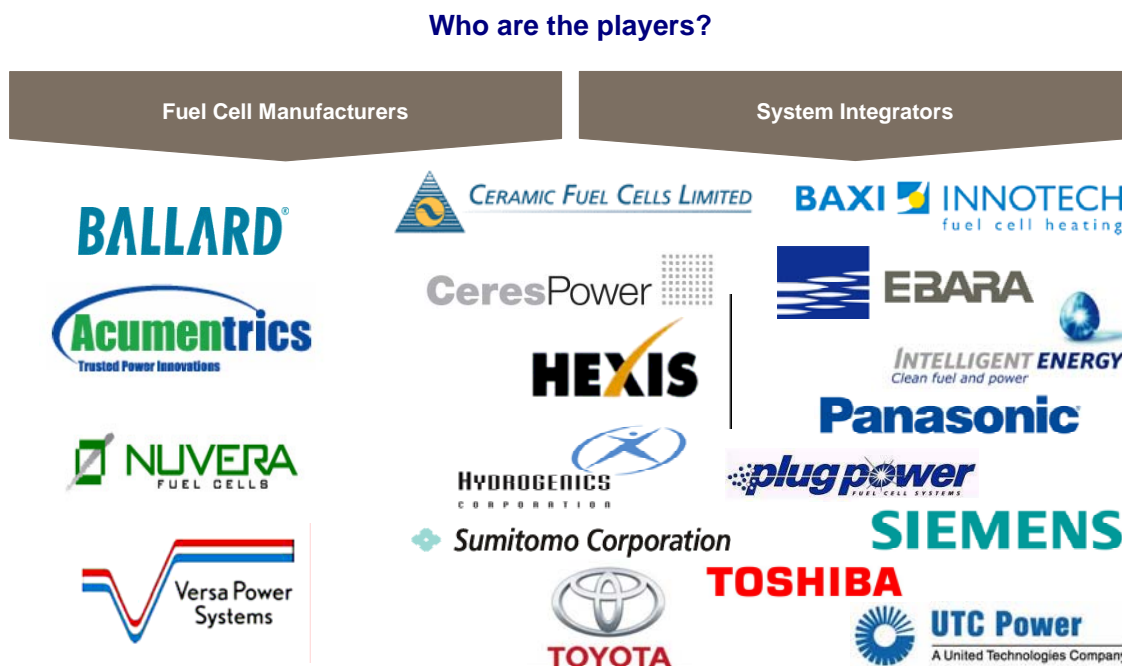 Who are the players?
Fuel Cell Manufacturers
System Integrators
BALLARD®
Acumentrics
Trusted Power Innovations
NUVERA
FUEL CELLS
Versa Power
Systems
CERAMIC FUEL CELLS LIMITED
CeresPower
HEXIS
HYDROGENICS
CORPORATION
Sumitomo Corporation
TOYOTA
BAXI INNOTECH
fuel cell heating
EBARA
INTELLIGENT ENERGY
Clean fuel and power
Panasonic
plug power
FUEL CELL SYSTEMS
SIEMENS
TOSHIBA
UTC Power
A United Technologies Company